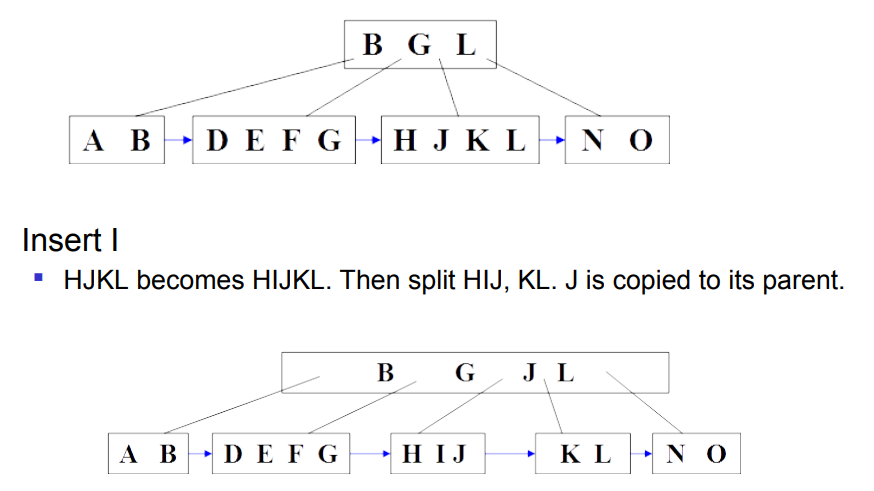 B G L
A B D E F G H J K L N O
Insert I
▪ HJKL becomes HIJKL. Then split HIJ, KL. J is copied to its parent.
B G J L
A B D E F G H I J K L N O